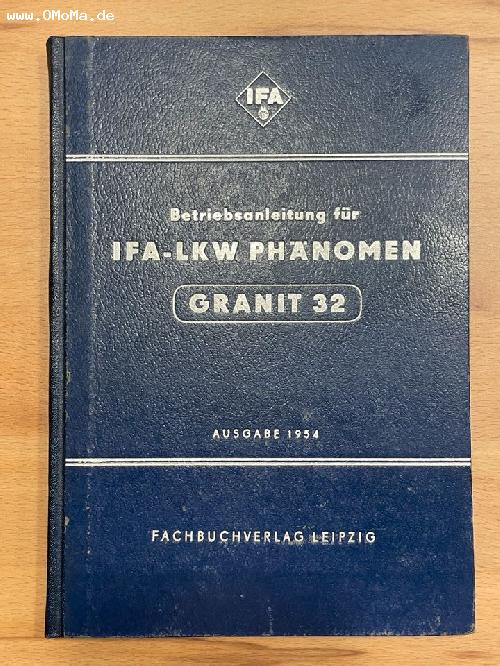 www.OMoMa.de
IFA
Betriebsanleitung für
IFA-LKW PHÄNOMEN
GRANIT 32
AUSGABE 1954
FACHBUCHVERLAG LEIPZIG